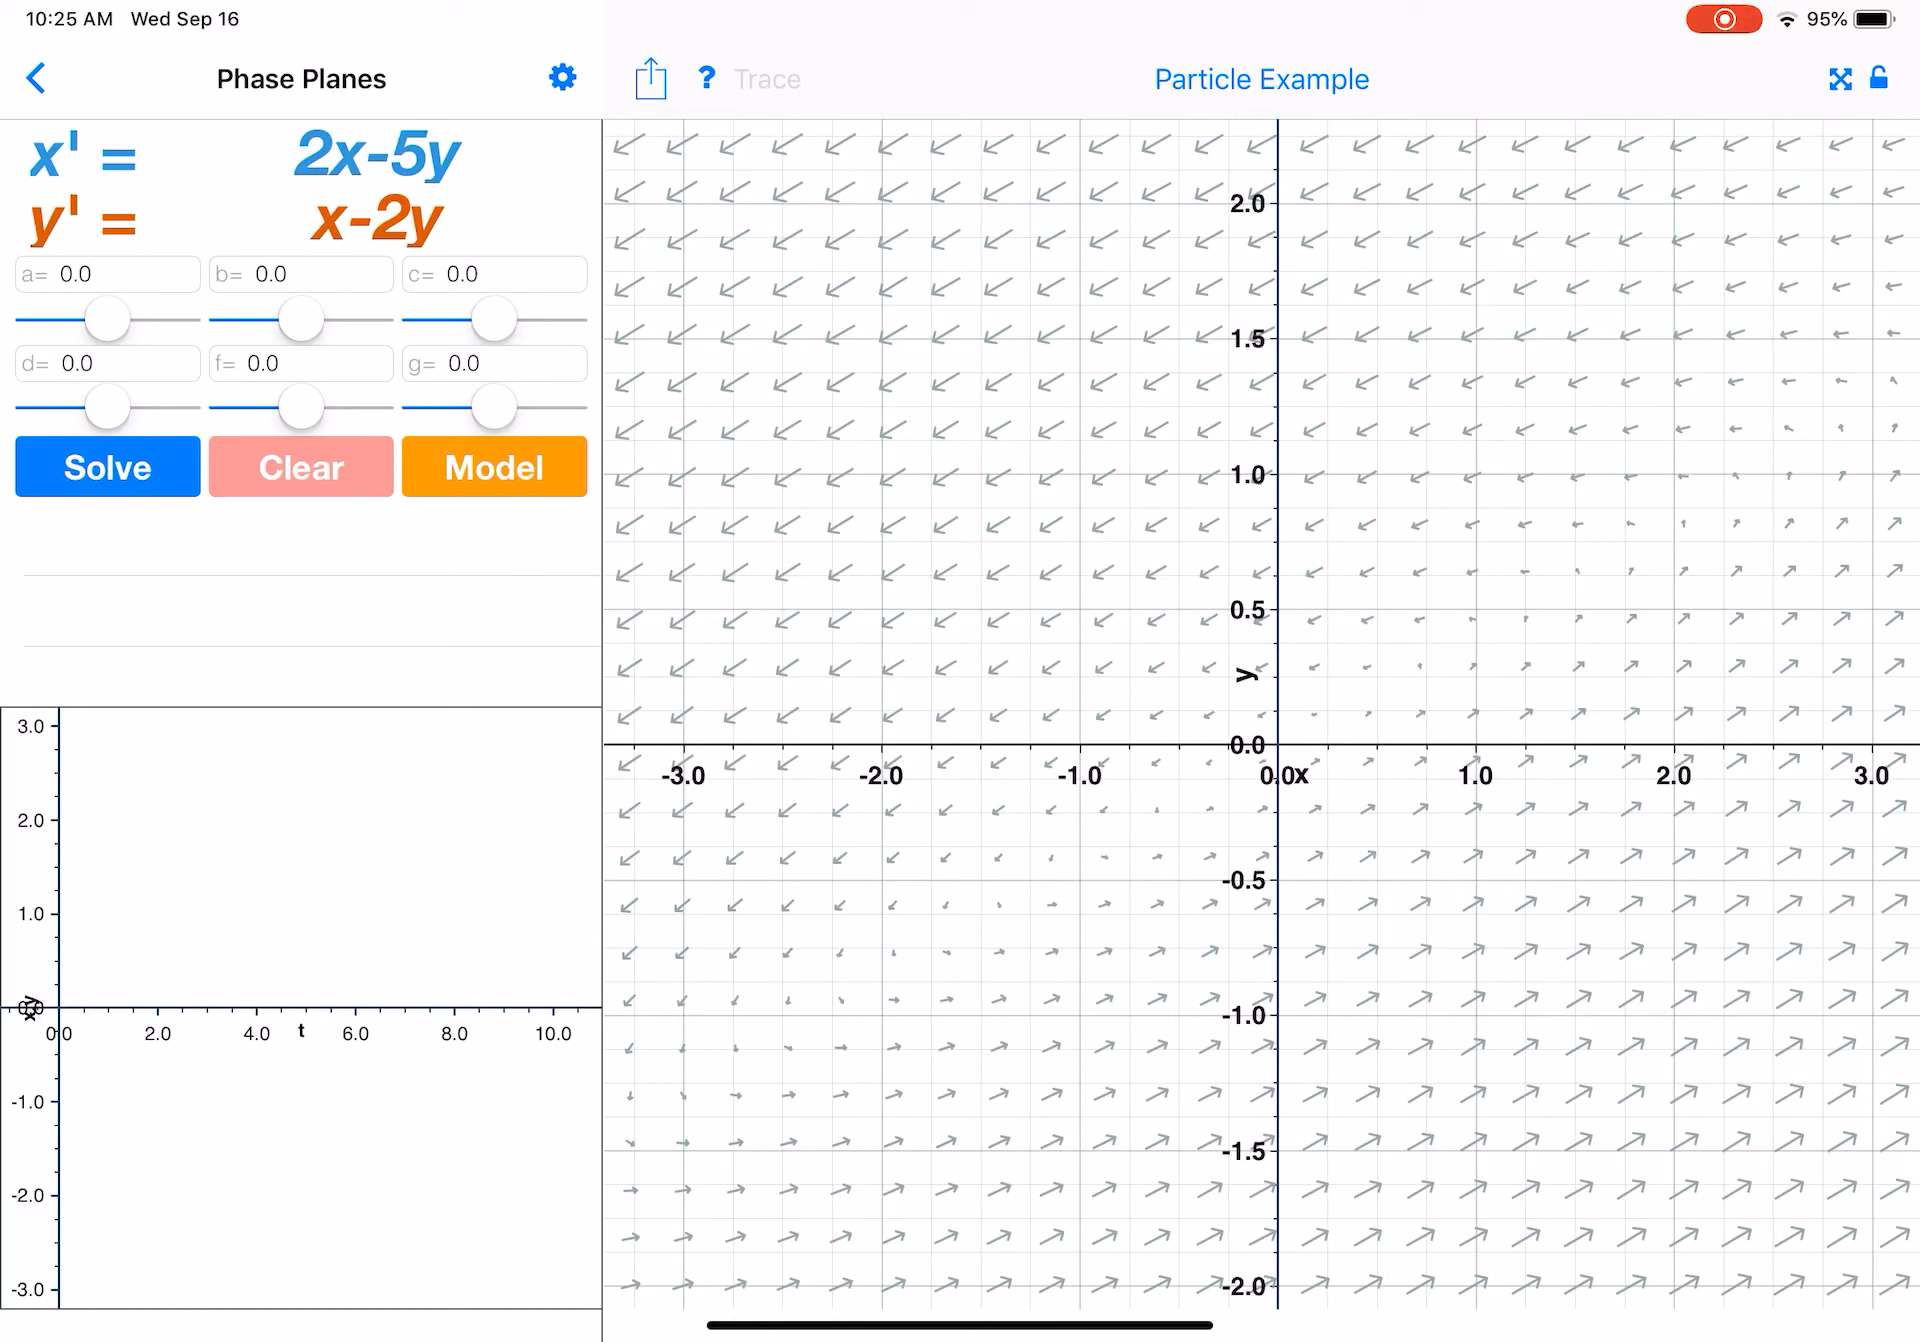 10:25 AM Wed Sep 16
95%
Phase Planes
? Trace
Particle Example
x' = 2x-5y
y' = x-2y
a= 0.0 b= 0.0 c= 0.0
d= 0.0 f= 0.0 g= 0.0
Solve Clear Model
3.0
2.0
1.0
0.0
-1.0
-2.0
-3.0
x,y
0.0 2.0 4.0 t 6.0 8.0 10.0
2.0
1.5
1.0
0.5
y
0.0
-3.0 -2.0 -1.0 0.0 x 1.0 2.0 3.0
-0.5
-1.0
-1.5
-2.0